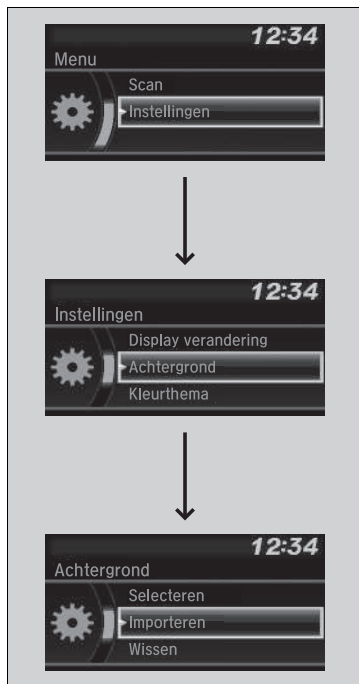 12:34
Menu
Scan
Instellingen
12:34
Instellingen
Display verandering
Achtergrond
Kleurthema
12:34
Achtergrond
Selecteren
Importeren
Wissen